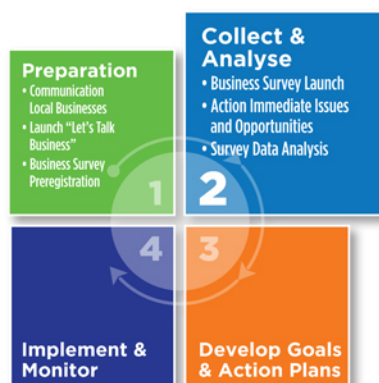 Preparation
• Communication
Local Businesses
• Launch “Let's Talk
Business”
• Business Survey
Preregistration
1
Collect &
Analyse
• Business Survey Launch
• Action Immediate Issues
and Opportunities
• Survey Data Analysis
2
4
Implement &
Monitor
3
Develop Goals
& Action Plans